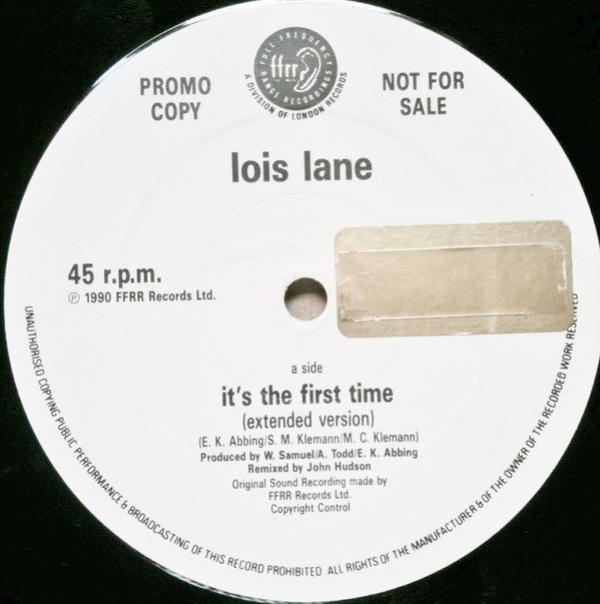 FULL FREQUENCY
ffrr
RANGE RECORDINGS
A DIVISION OF LONDON RECORDS
PROMO
COPY
NOT FOR
SALE
lois lane
45 r.p.m.
℗ 1990 FFRR Records Ltd.
a side
it's the first time
(extended version)
(E. K. Abbing/S. M. Klemann/M. C. Klemann)
Produced by W. Samuel/A. Todd/E. K. Abbing
Remixed by John Hudson
Original Sound Recording made by
FFRR Records Ltd.
Copyright Control
UNAUTHORISED COPYING PUBLIC PERFORMANCE & BROADCASTING OF THIS RECORD PROHIBITED ALL RIGHTS OF THE MANUFACTURER & OF THE OWNER OF THE RECORDED WORK RESERVED